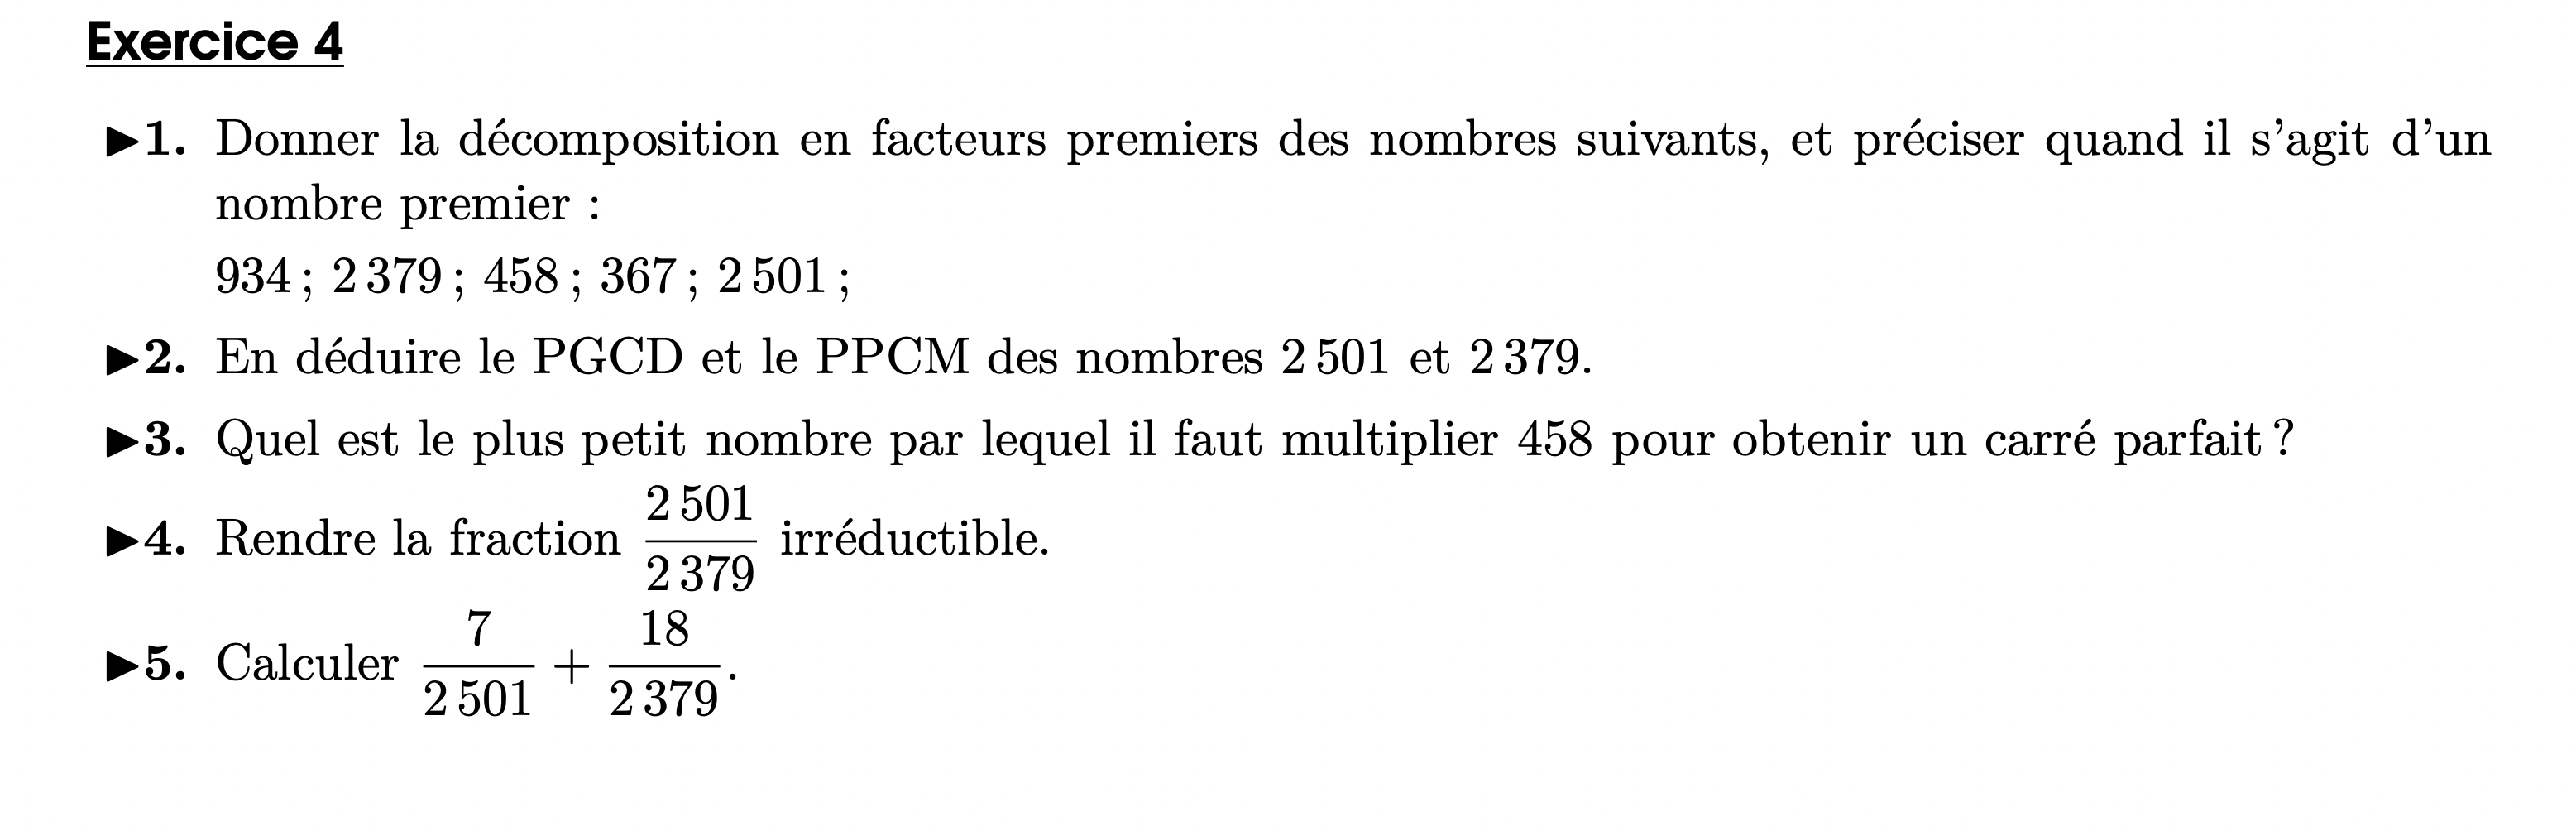 Exercice 4
▶1. Donner la décomposition en facteurs premiers des nombres suivants, et préciser quand il s'agit d'un
nombre premier :
934 ; 2 379 ; 458 ; 367 ; 2 501 ;
▶2. En déduire le PGCD et le PPCM des nombres 2 501 et 2 379.
▶3. Quel est le plus petit nombre par lequel il faut multiplier 458 pour obtenir un carré parfait ?
▶4. Rendre la fraction 2 501/2 379 irréductible.
▶5. Calculer 7/2 501 + 18/2 379.